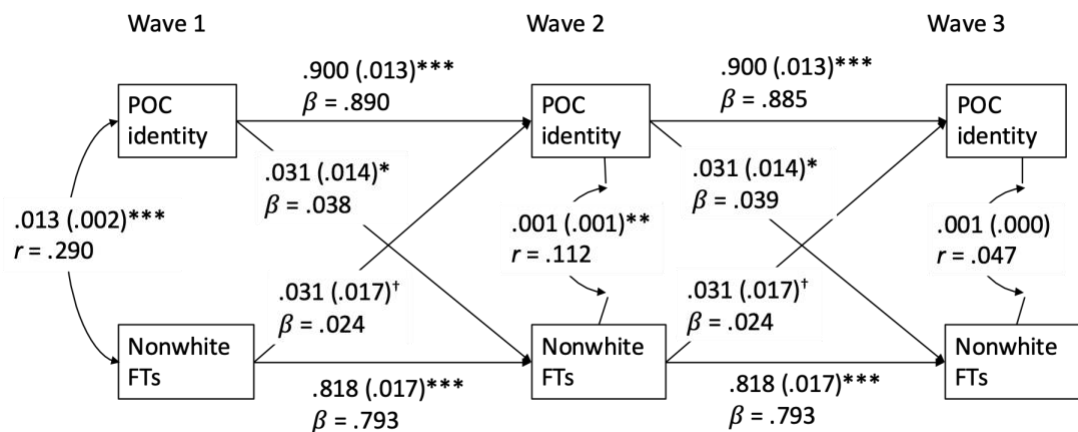 Wave 1
Wave 2
Wave 3
.900 (.013)***
β = .890
.900 (.013)***
β = .885
POC
identity
POC
identity
POC
identity
.031 (.014)*
β = .038
.031 (.014)*
β = .039
.013 (.002)***
r = .290
.001 (.001)**
r = .112
.001 (.000)
r = .047
.031 (.017)†
β = .024
.031 (.017)†
β = .024
Nonwhite
FTs
Nonwhite
FTs
Nonwhite
FTs
.818 (.017)***
β = .793
.818 (.017)***
β = .793